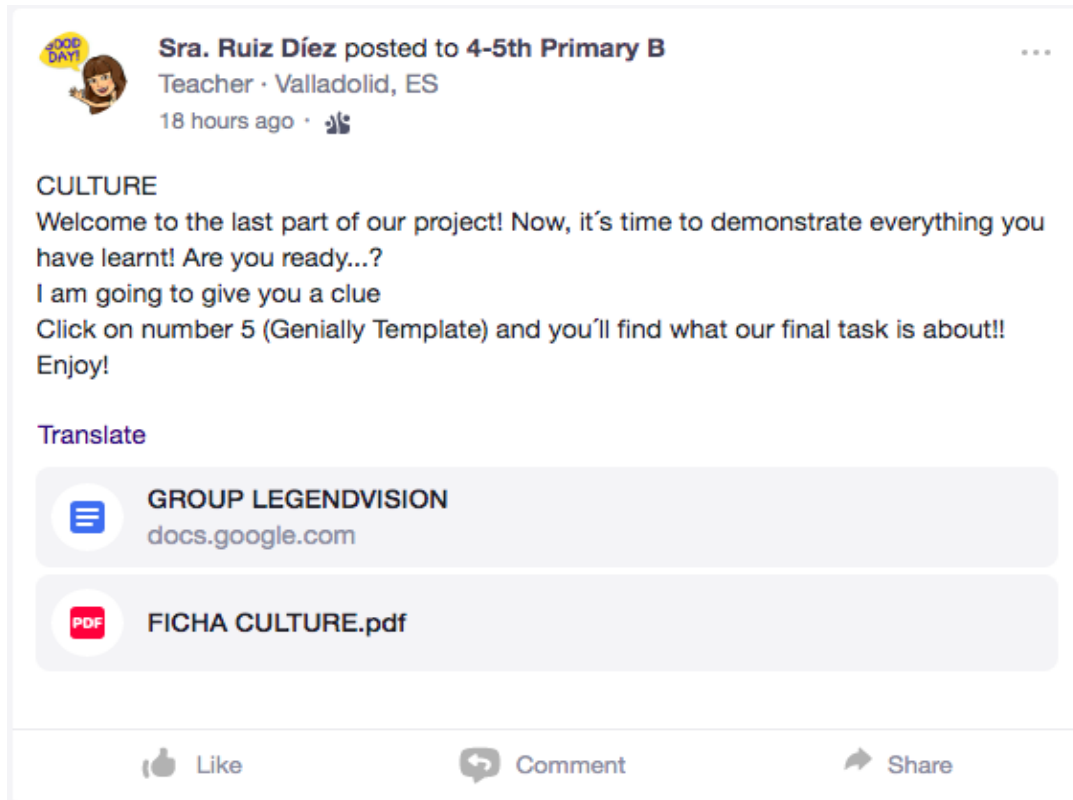 GOOD
DAY!
Sra. Ruiz Díez posted to 4-5th Primary B
Teacher · Valladolid, ES
18 hours ago ·
CULTURE
Welcome to the last part of our project! Now, it´s time to demonstrate everything you
have learnt! Are you ready...?
I am going to give you a clue
Click on number 5 (Genially Template) and you´ll find what our final task is about!!
Enjoy!
Translate
GROUP LEGENDVISION
docs.google.com
PDF
FICHA CULTURE.pdf
Like
Comment
Share